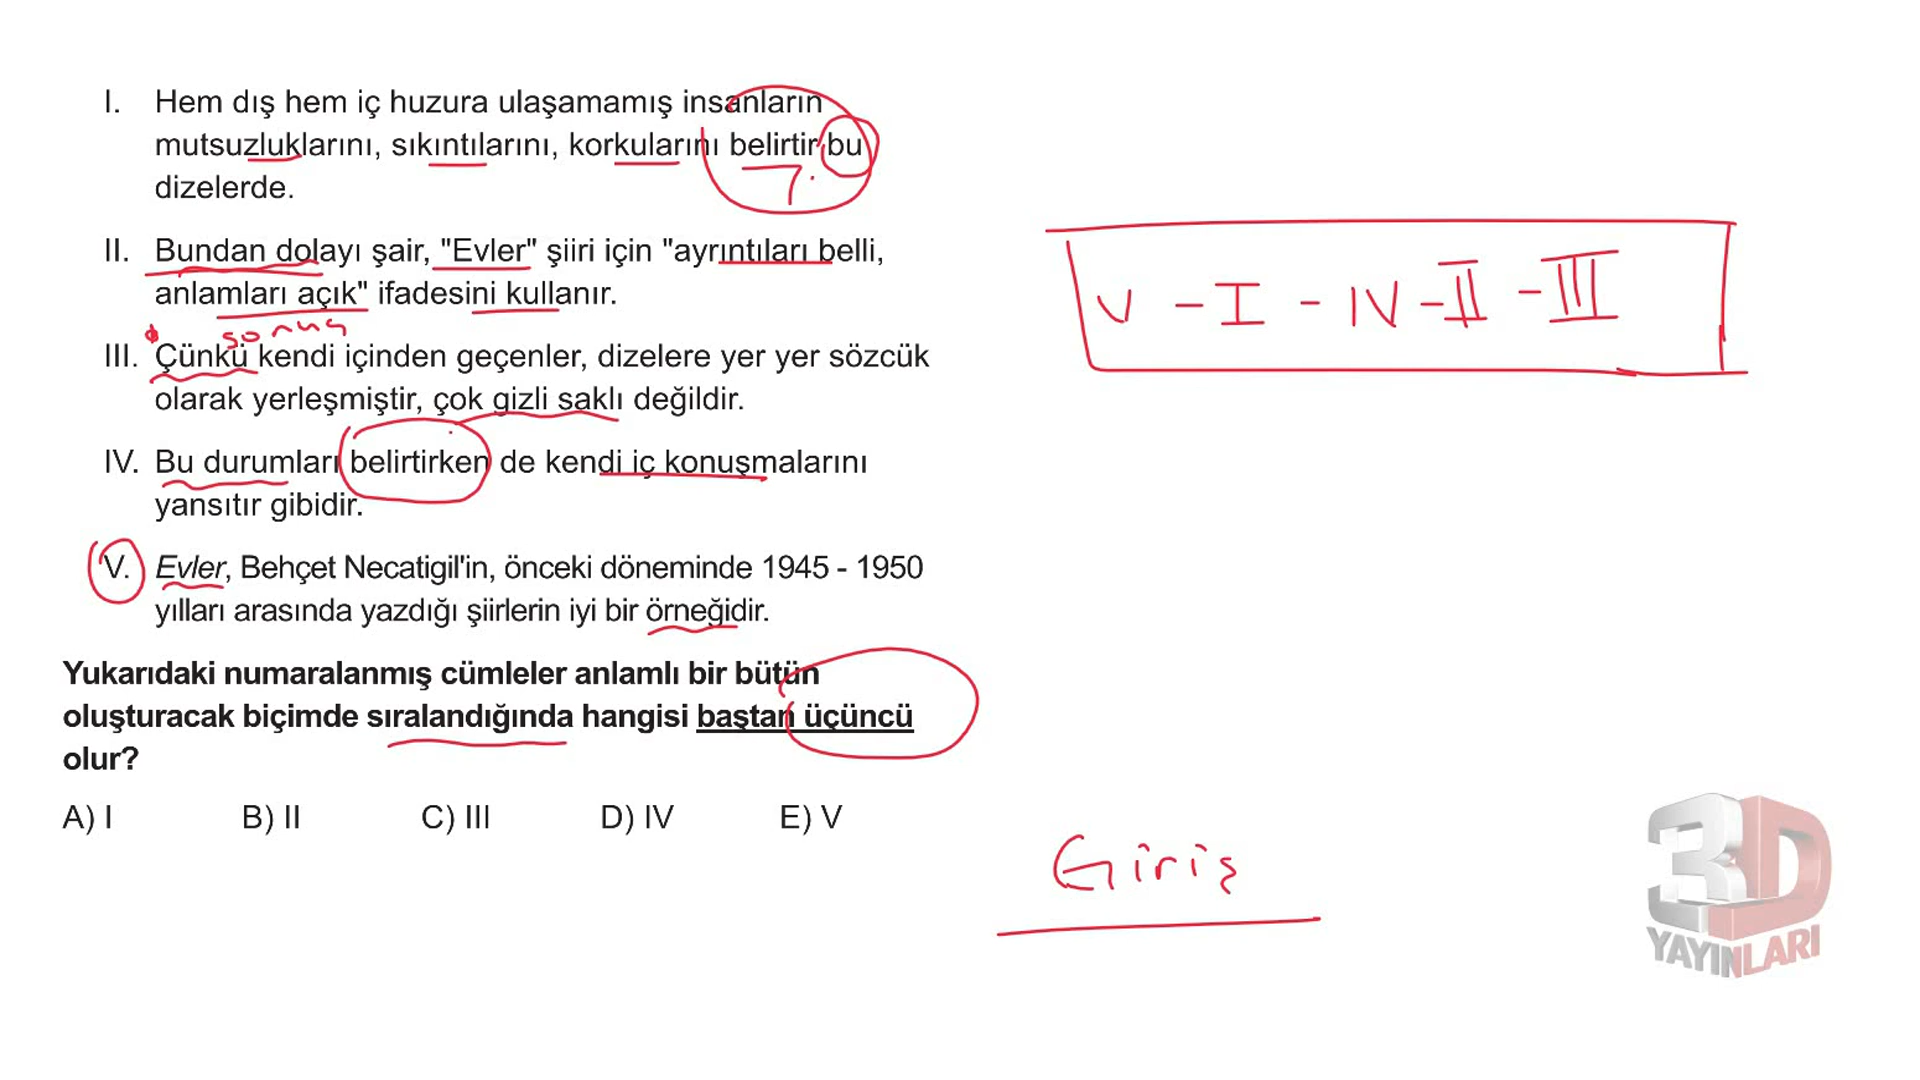 I. Hem dış hem iç huzura ulaşamamış insanların
mutsuzluklarını, sıkıntılarını, korkularını belirtir bu
dizelerde.
II. Bundan dolayı şair, "Evler" şiiri için "ayrıntıları belli,
anlamları açık" ifadesini kullanır.
sonuç
III. Çünkü kendi içinden geçenler, dizelere yer yer sözcük
olarak yerleşmiştir, çok gizli saklı değildir.
IV. Bu durumları belirtirken de kendi iç konuşmalarını
yansıtır gibidir.
V. Evler, Behçet Necatigil'in, önceki döneminde 1945 - 1950
yılları arasında yazdığı şiirlerin iyi bir örneğidir.
Yukarıdaki numaralanmış cümleler anlamlı bir bütün
oluşturacak biçimde sıralandığında hangisi baştan üçüncü
olur?
A) I B) II C) III D) IV E) V
V - I - IV - II - III
Giriş
3D
YAYINLARI